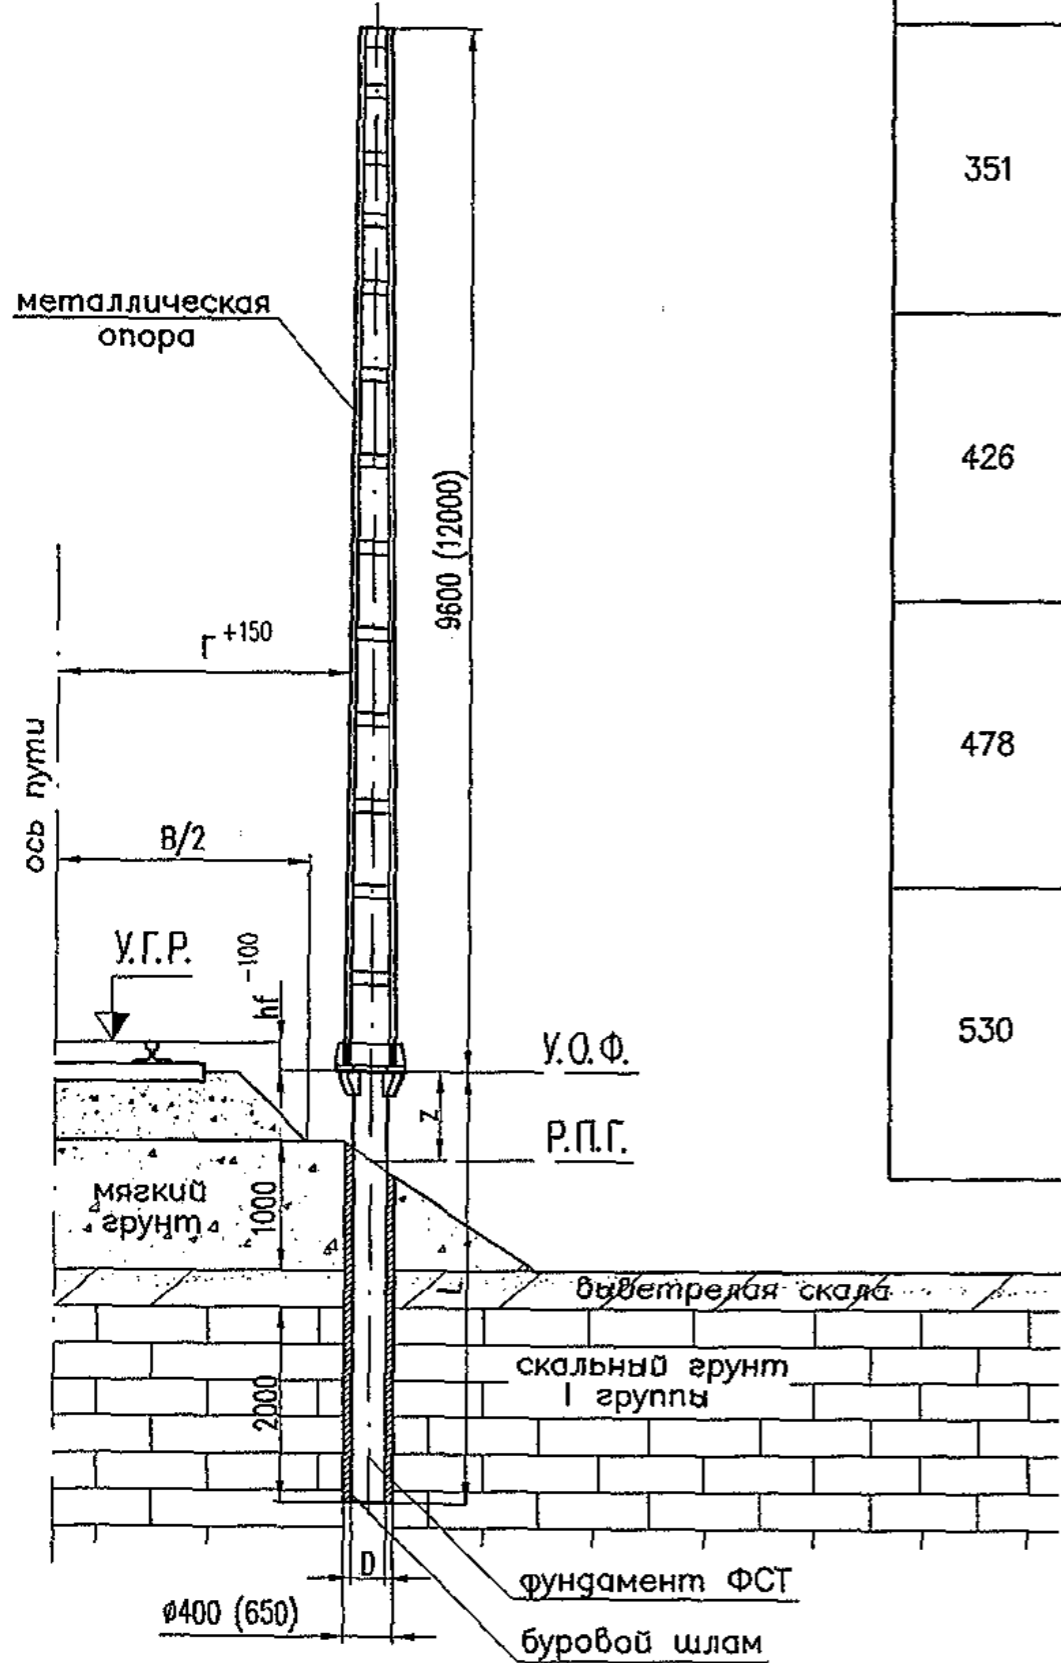 351
металлическая
опора
426
9600 (12000)
Г +150
478
ось пути
B/2
У.Г.Р.
hf -100
530
У.О.Ф.
z
Р.П.Г.
мягкий
грунт
1000
L
выветрелая скала
скальный грунт
I группы
2000
D
фундамент ФСТ
ø400 (650)
буровой шлам